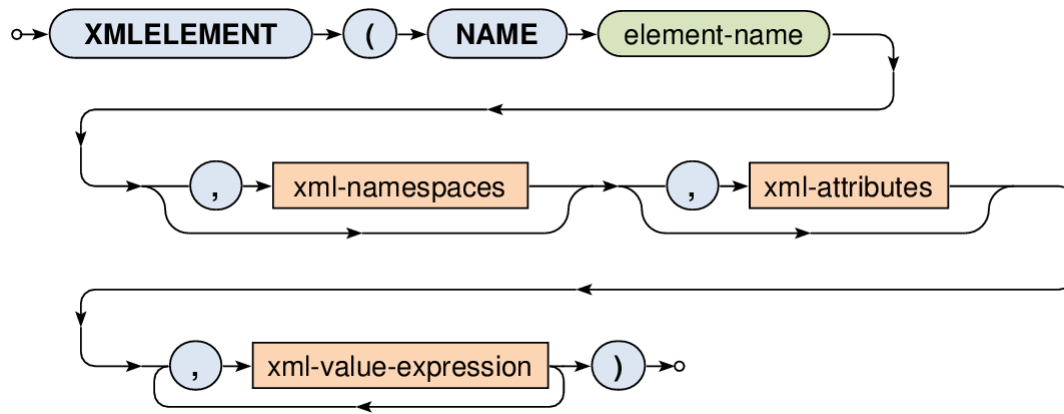 XMLELEMENT ( NAME element-name
, xml-namespaces , xml-attributes
, xml-value-expression )